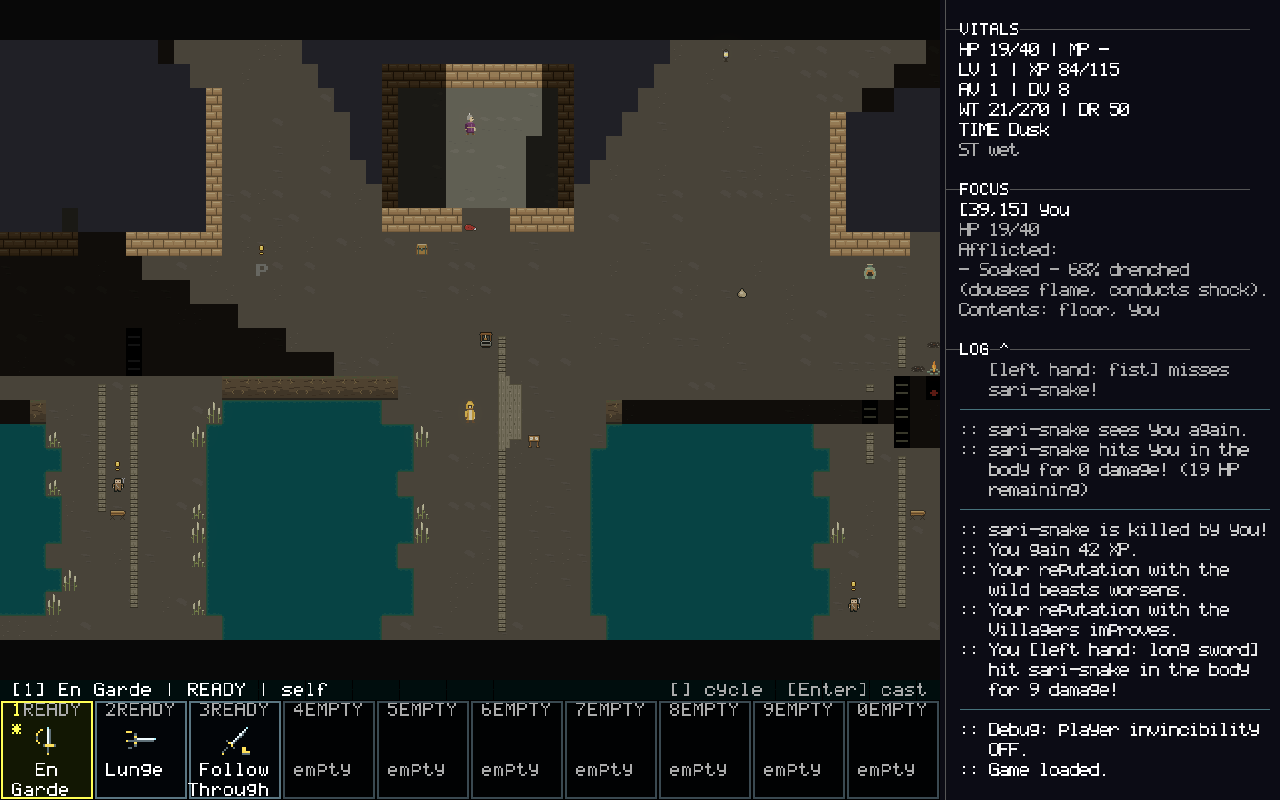 VITALS
HP 19/40 | MP -
LV 1 | XP 84/115
AV 1 | DV 8
WT 21/270 | DR 50
TIME Dusk
ST wet
FOCUS
[39,15] You
HP 19/40
Afflicted:
- Soaked - 68% drenched
(douses flame, conducts shock).
Contents: floor, you
LOG ^
[left hand: fist] misses
sari-snake!
:: sari-snake sees you again.
:: sari-snake hits you in the
body for 0 damage! (19 HP
remaining)
:: sari-snake is killed by you!
:: You gain 42 XP.
:: Your reputation with the
wild beasts worsens.
:: Your reputation with the
Villagers improves.
:: You [left hand: long sword]
hit sari-snake in the body
for 9 damage!
:: Debug: Player invincibility
OFF.
:: Game loaded.
P
[1] En Garde | READY | self
[] cycle [Enter] cast
1READY 2READY 3READY 4EMPTY 5EMPTY 6EMPTY 7EMPTY 8EMPTY 9EMPTY 0EMPTY
*
En Lunge Follow empty empty empty empty empty empty empty
Garde Through